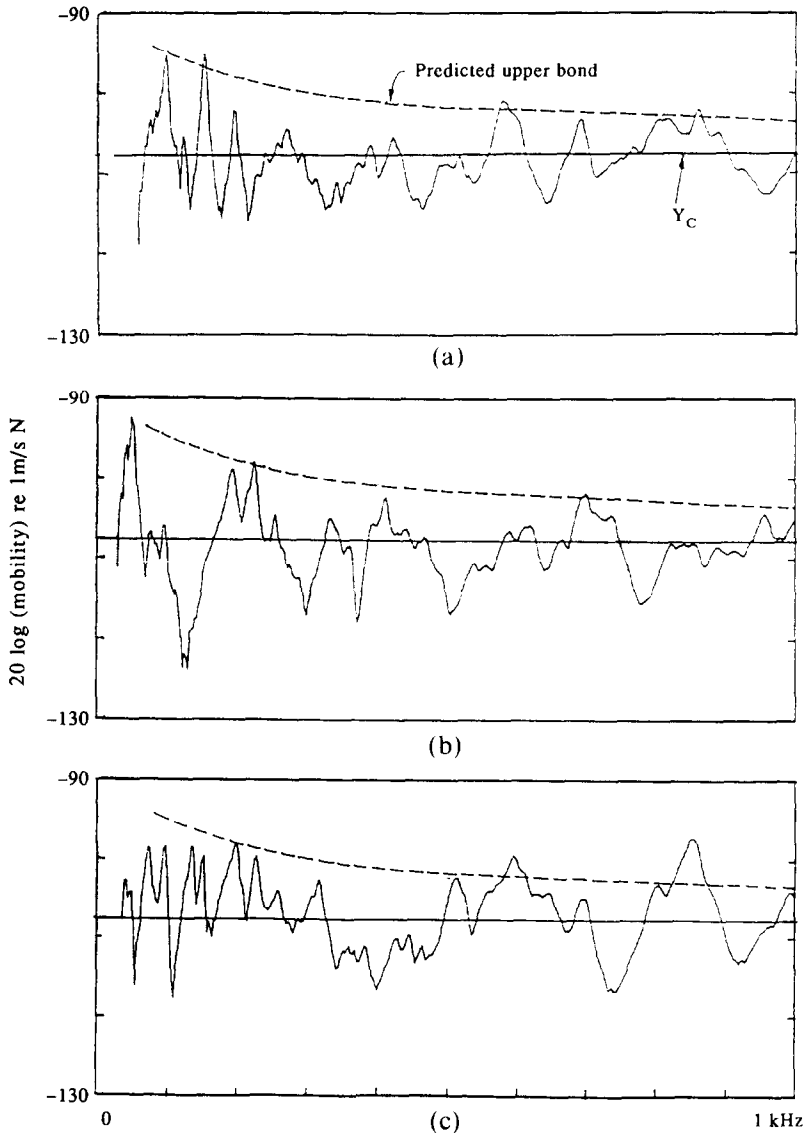 -90
Predicted upper bond
Y_C
-130
(a)
-90
20 log (mobility) re 1m/s N
-130
(b)
-90
-130
0
(c)
1 kHz